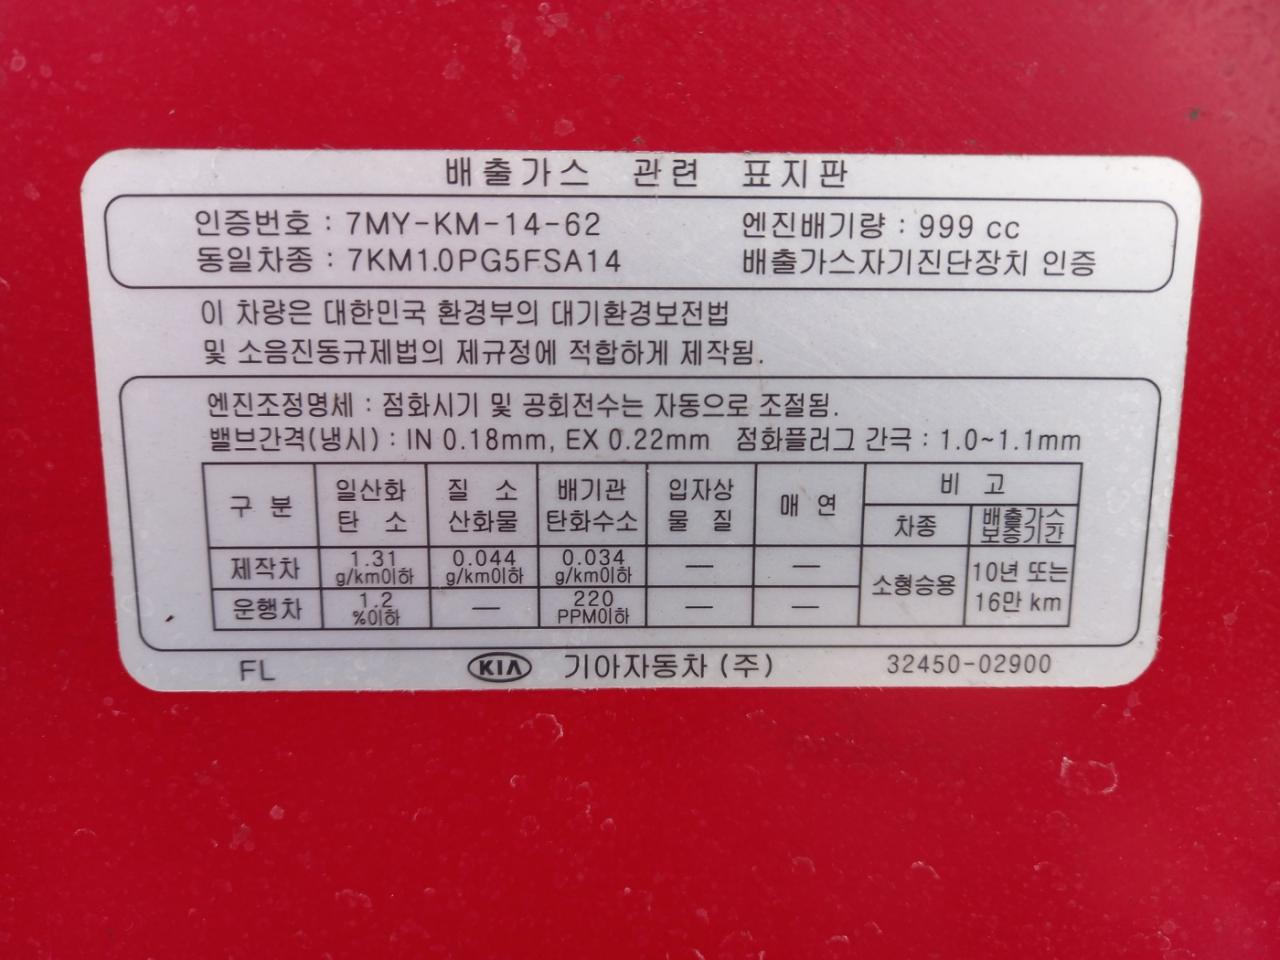 배출가스 관련 표지판
인증번호 : 7MY-KM-14-62 엔진배기량 : 999 cc
동일차종 : 7KM1.0PG5FSA14 배출가스자기진단장치 인증
이 차량은 대한민국 환경부의 대기환경보전법
및 소음진동규제법의 제규정에 적합하게 제작됨.
엔진조정명세 : 점화시기 및 공회전수는 자동으로 조절됨.
밸브간격(냉시) : IN 0.18mm, EX 0.22mm 점화플러그 간극 : 1.0~1.1mm
구 분 일산화 탄 소 질 소 산화물 배기관 탄화수소 입자상 물 질 매 연 비 고
차종 배출가스 보증기간
제작차 1.31 g/km이하 0.044 g/km이하 0.034 g/km이하 — — 소형승용 10년 또는 16만 km
운행차 1.2 %이하 — 220 PPM이하 — —
FL KIA 기아자동차 (주) 32450-02900